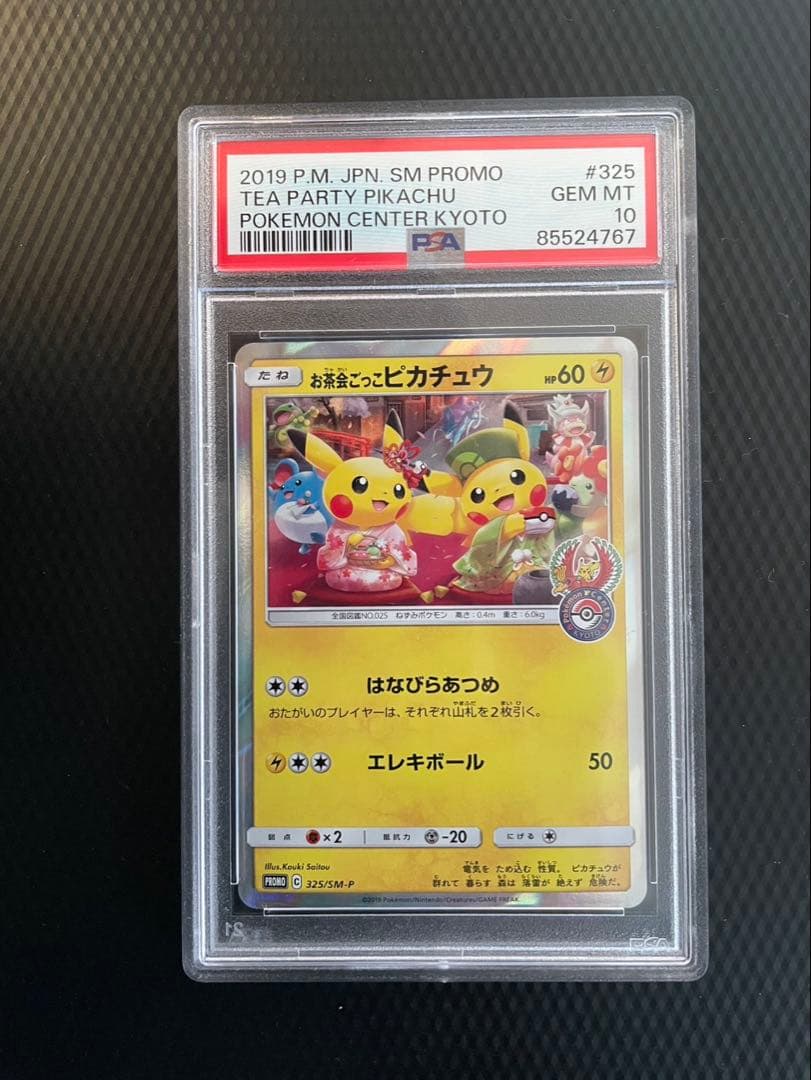 2019 P.M. JPN. SM PROMO #325
TEA PARTY PIKACHU GEM MT
POKEMON CENTER KYOTO 10
PSA 85524767
たね お茶会ごっこピカチュウ HP60
Pokémon Center
KYOTO
全国図鑑NO.025 ねずみポケモン 高さ:0.4m 重さ:6.0kg
はなびらあつめ
おたがいのプレイヤーは、それぞれ山札を2枚引く。
エレキボール 50
弱点 ×2 抵抗力 -20 にげる
Illus.Kouki Saitou
電気を ため込む 性質。 ピカチュウが
群れて 暮らす 森は 落雷が 絶えず 危険だ。
PROMO C 325/SM-P
©2019 Pokémon/Nintendo/Creatures/GAME FREAK.
PSA